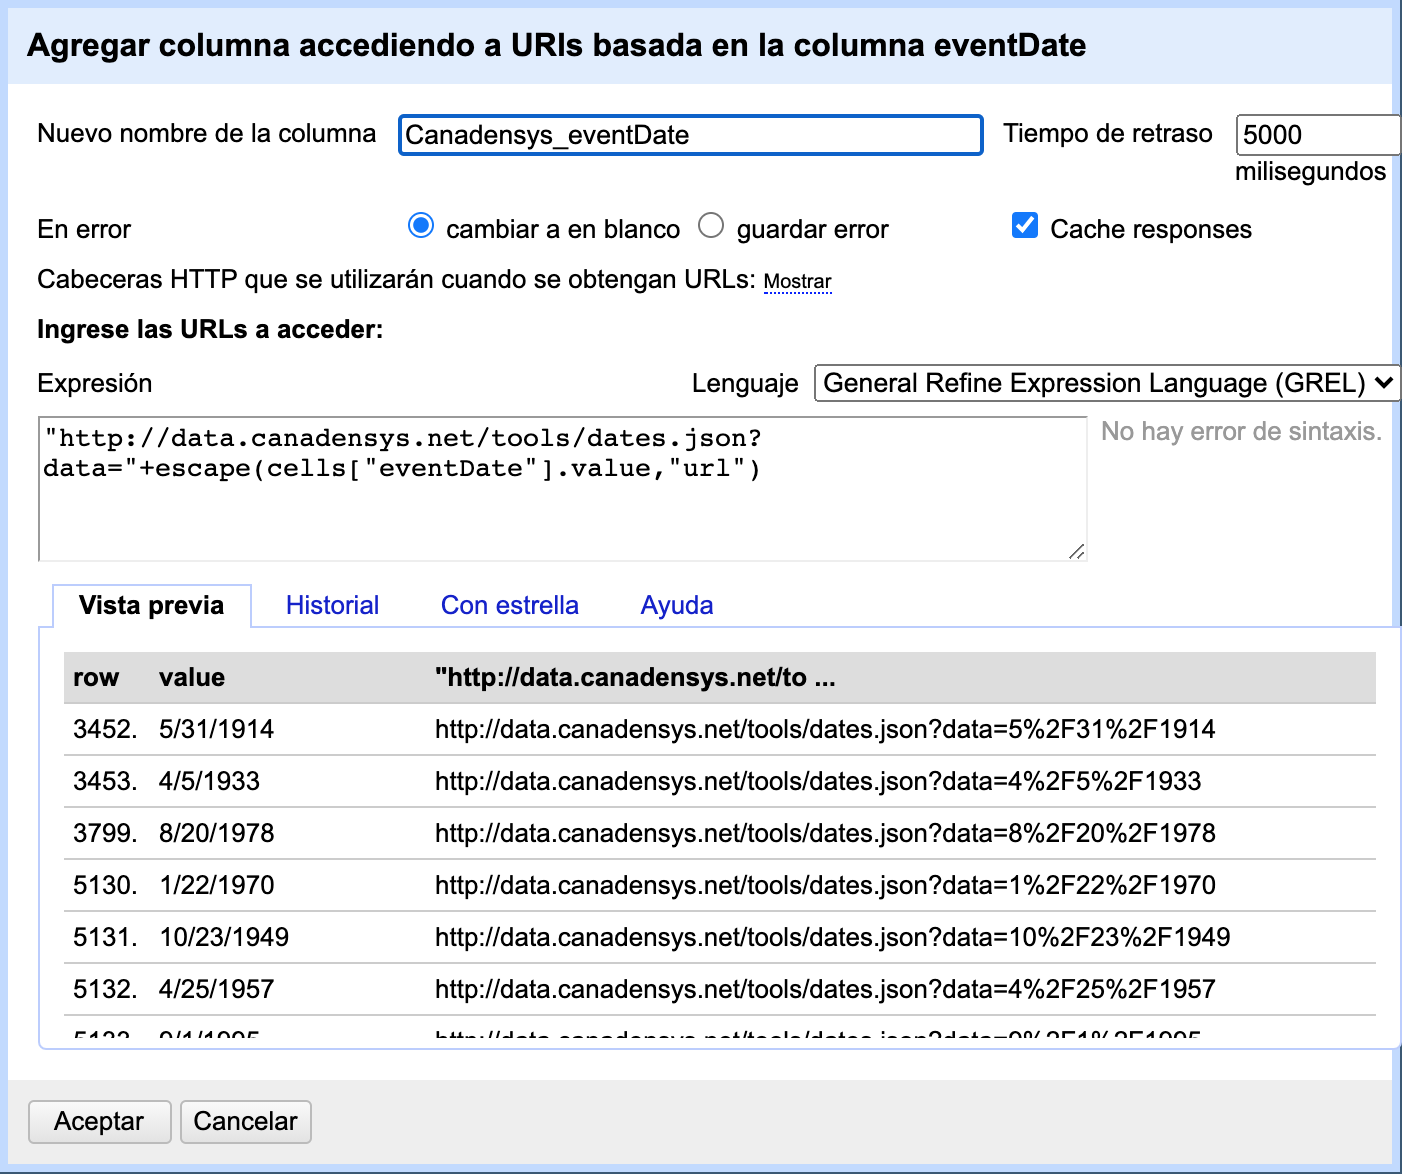 Agregar columna accediendo a URIs basada en la columna eventDate
Nuevo nombre de la columna Canadensys_eventDate Tiempo de retraso 5000
milisegundos
En error cambiar a en blanco guardar error Cache responses
Cabeceras HTTP que se utilizarán cuando se obtengan URLs: Mostrar
Ingrese las URLs a acceder:
Expresión Lenguaje General Refine Expression Language (GREL)
"http://data.canadensys.net/tools/dates.json? No hay error de sintaxis.
data="+escape(cells["eventDate"].value,"url")
Vista previa Historial Con estrella Ayuda
row value "http://data.canadensys.net/to ...
3452. 5/31/1914 http://data.canadensys.net/tools/dates.json?data=5%2F31%2F1914
3453. 4/5/1933 http://data.canadensys.net/tools/dates.json?data=4%2F5%2F1933
3799. 8/20/1978 http://data.canadensys.net/tools/dates.json?data=8%2F20%2F1978
5130. 1/22/1970 http://data.canadensys.net/tools/dates.json?data=1%2F22%2F1970
5131. 10/23/1949 http://data.canadensys.net/tools/dates.json?data=10%2F23%2F1949
5132. 4/25/1957 http://data.canadensys.net/tools/dates.json?data=4%2F25%2F1957
Aceptar Cancelar